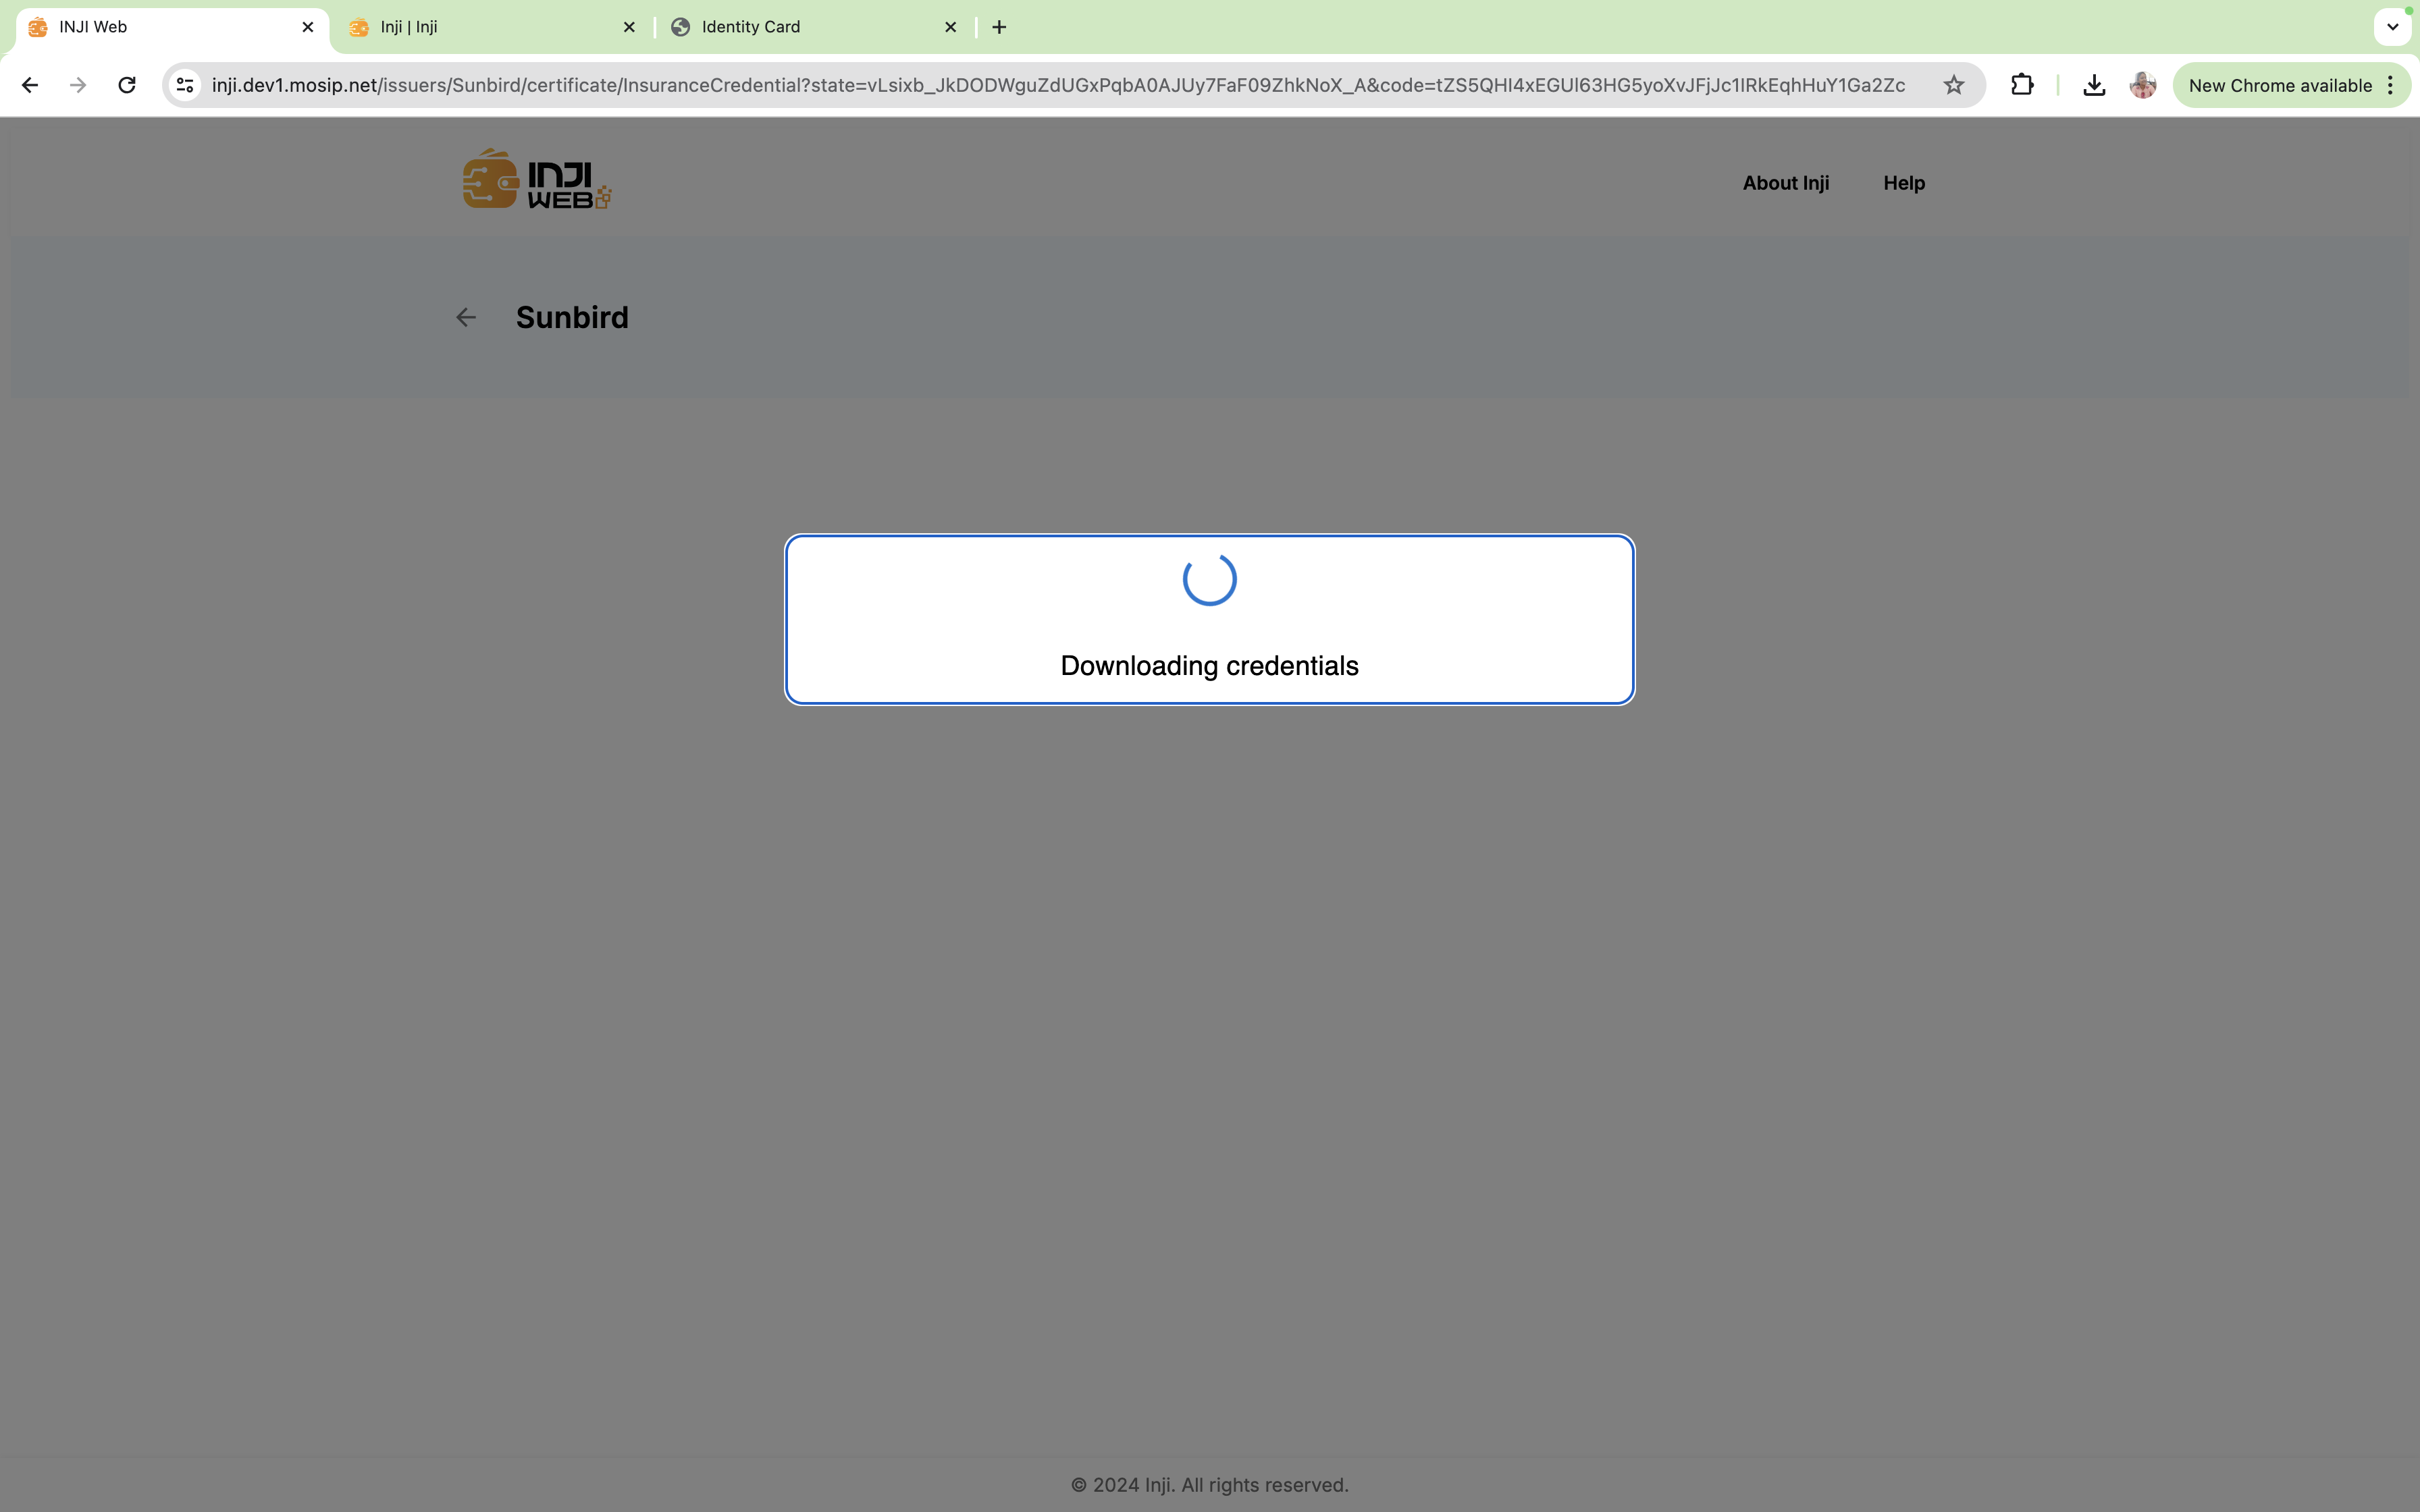 INJI Web
Inji | Inji
Identity Card
inji.dev1.mosip.net/issuers/Sunbird/certificate/InsuranceCredential?state=vLsixb_JkDODWguZdUGxPqbA0AJUy7FaF09ZhkNoX_A&code=tZS5QHI4xEGUl63HG5yoXvJFjJc1IRkEqhHuY1Ga2Zc
New Chrome available
INJI
WEB
About Inji
Help
Sunbird
Downloading credentials
© 2024 Inji. All rights reserved.